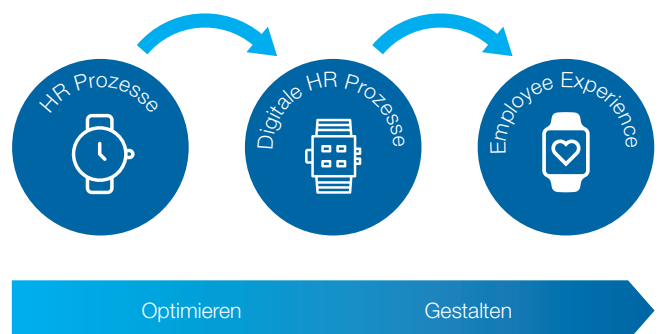 HR Prozesse
Digitale HR Prozesse
Employee Experience
Optimieren
Gestalten